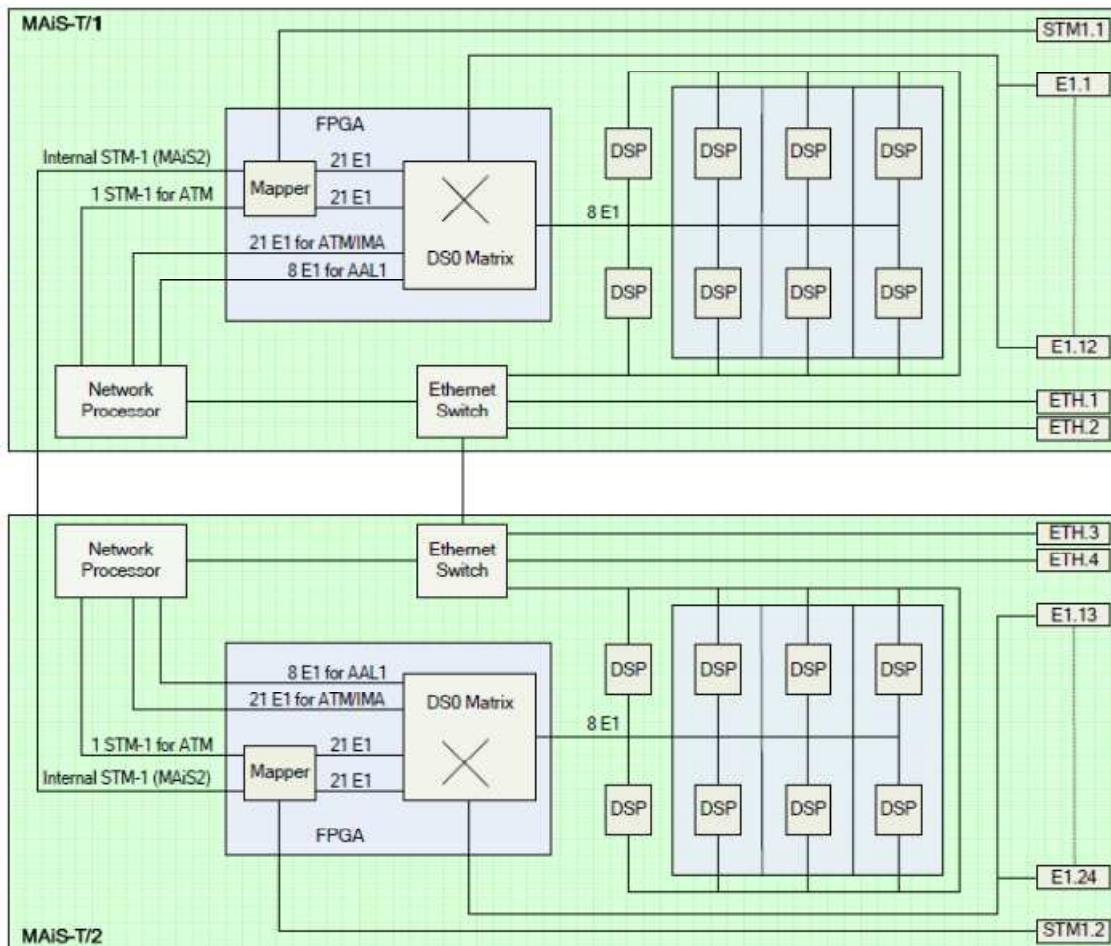 MAiS-T/1
STM1.1
E1.1
FPGA
Internal STM-1 (MAiS2)
21 E1
DSP
DSP
DSP
DSP
Mapper
1 STM-1 for ATM
21 E1
8 E1
21 E1 for ATM/IMA
DS0 Matrix
8 E1 for AAL1
DSP
DSP
DSP
DSP
E1.12
Network
Processor
Ethernet
Switch
ETH.1
ETH.2
Network
Processor
Ethernet
Switch
ETH.3
ETH.4
E1.13
8 E1 for AAL1
DSP
DSP
DSP
DSP
21 E1 for ATM/IMA
DS0 Matrix
8 E1
1 STM-1 for ATM
21 E1
Mapper
Internal STM-1 (MAiS2)
21 E1
DSP
DSP
DSP
DSP
FPGA
E1.24
STM1.2
MAiS-T/2